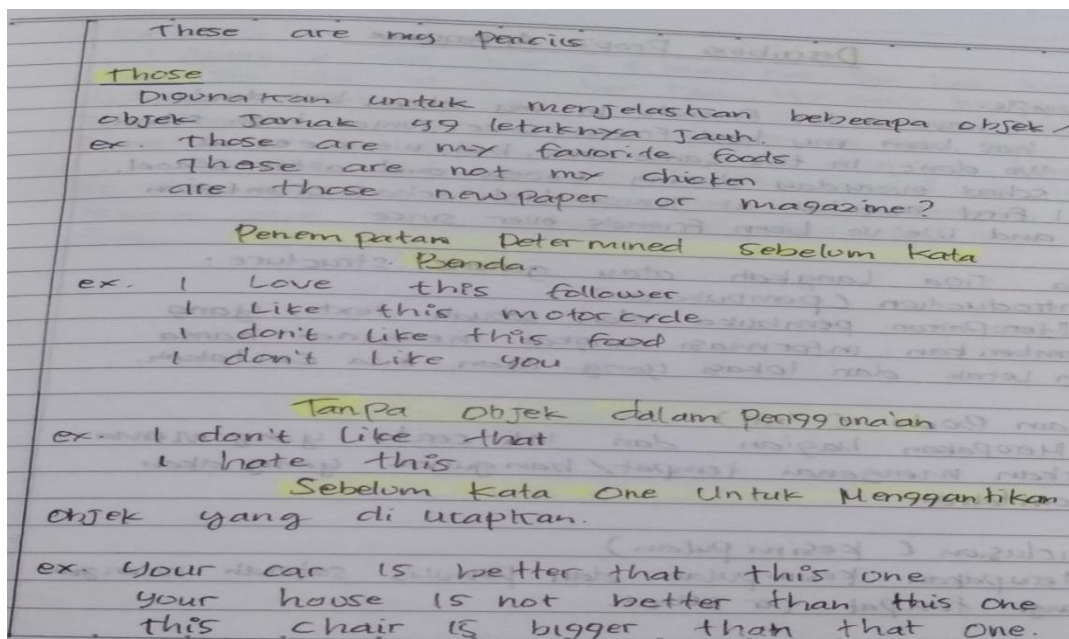 These are my pencils
Those
Digunakan untuk menjelaskan beberapa objek/
objek Jamak yg letaknya Jauh.
ex. Those are my favorite foods
These are not my chicken
are those newpaper or magazine?
Penempatan Determined Sebelum Kata
Benda
ex. I Love this follower
I Like this motorcycle
I don't like this food
I don't like you
Tanpa Objek dalam penggunaan
ex. I don't like that
I hate this
Sebelum Kata One Untuk Menggantikan
objek yang di ucapkan.
ex. your car is better that this one
your house is not better than this one
this chair is bigger than that one.